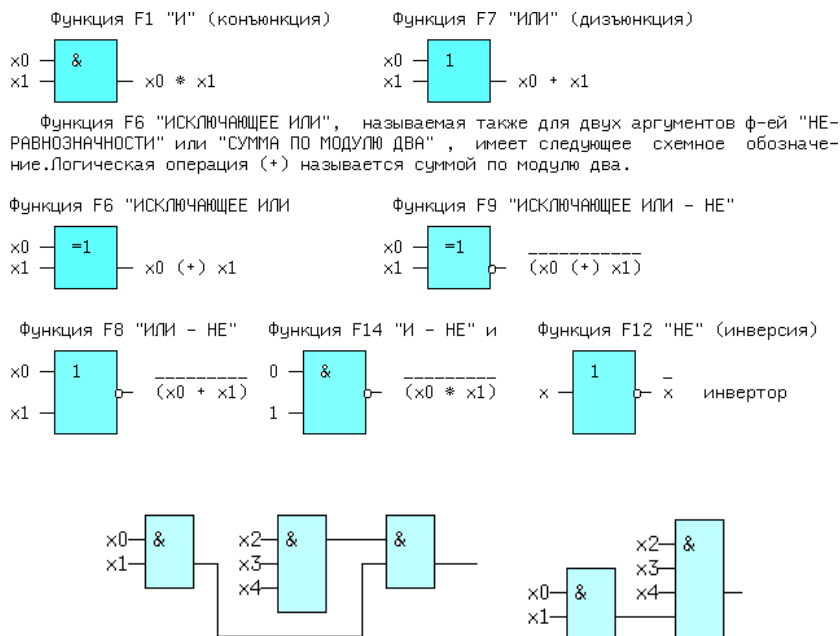 Функция F1 "И" (конъюнкция) Функция F7 "ИЛИ" (дизъюнкция)
x0 & x0 1
x1 x0 * x1 x1 x0 + x1
Функция F6 "ИСКЛЮЧАЮЩЕЕ ИЛИ", называемая также для двух аргументов ф-ей "НЕ-
РАВНОЗНАЧНОСТИ" или "СУММА ПО МОДУЛЮ ДВА" , имеет следующее схемное обозначе-
ние.Логическая операция (+) называется суммой по модулю два.
Функция F6 "ИСКЛЮЧАЮЩЕЕ ИЛИ Функция F9 "ИСКЛЮЧАЮЩЕЕ ИЛИ - НЕ"
x0 =1 x0 =1
x1 x0 (+) x1 x1 (x0 (+) x1)
Функция F8 "ИЛИ - НЕ" Функция F14 "И - НЕ" и Функция F12 "НЕ" (инверсия)
x0 1 0 & 1
(x0 + x1) (x0 * x1) x x инвертор
x1 1
x0 & x2 & & x2 &
x1 x3 x3
x4 x0 & x4
x1